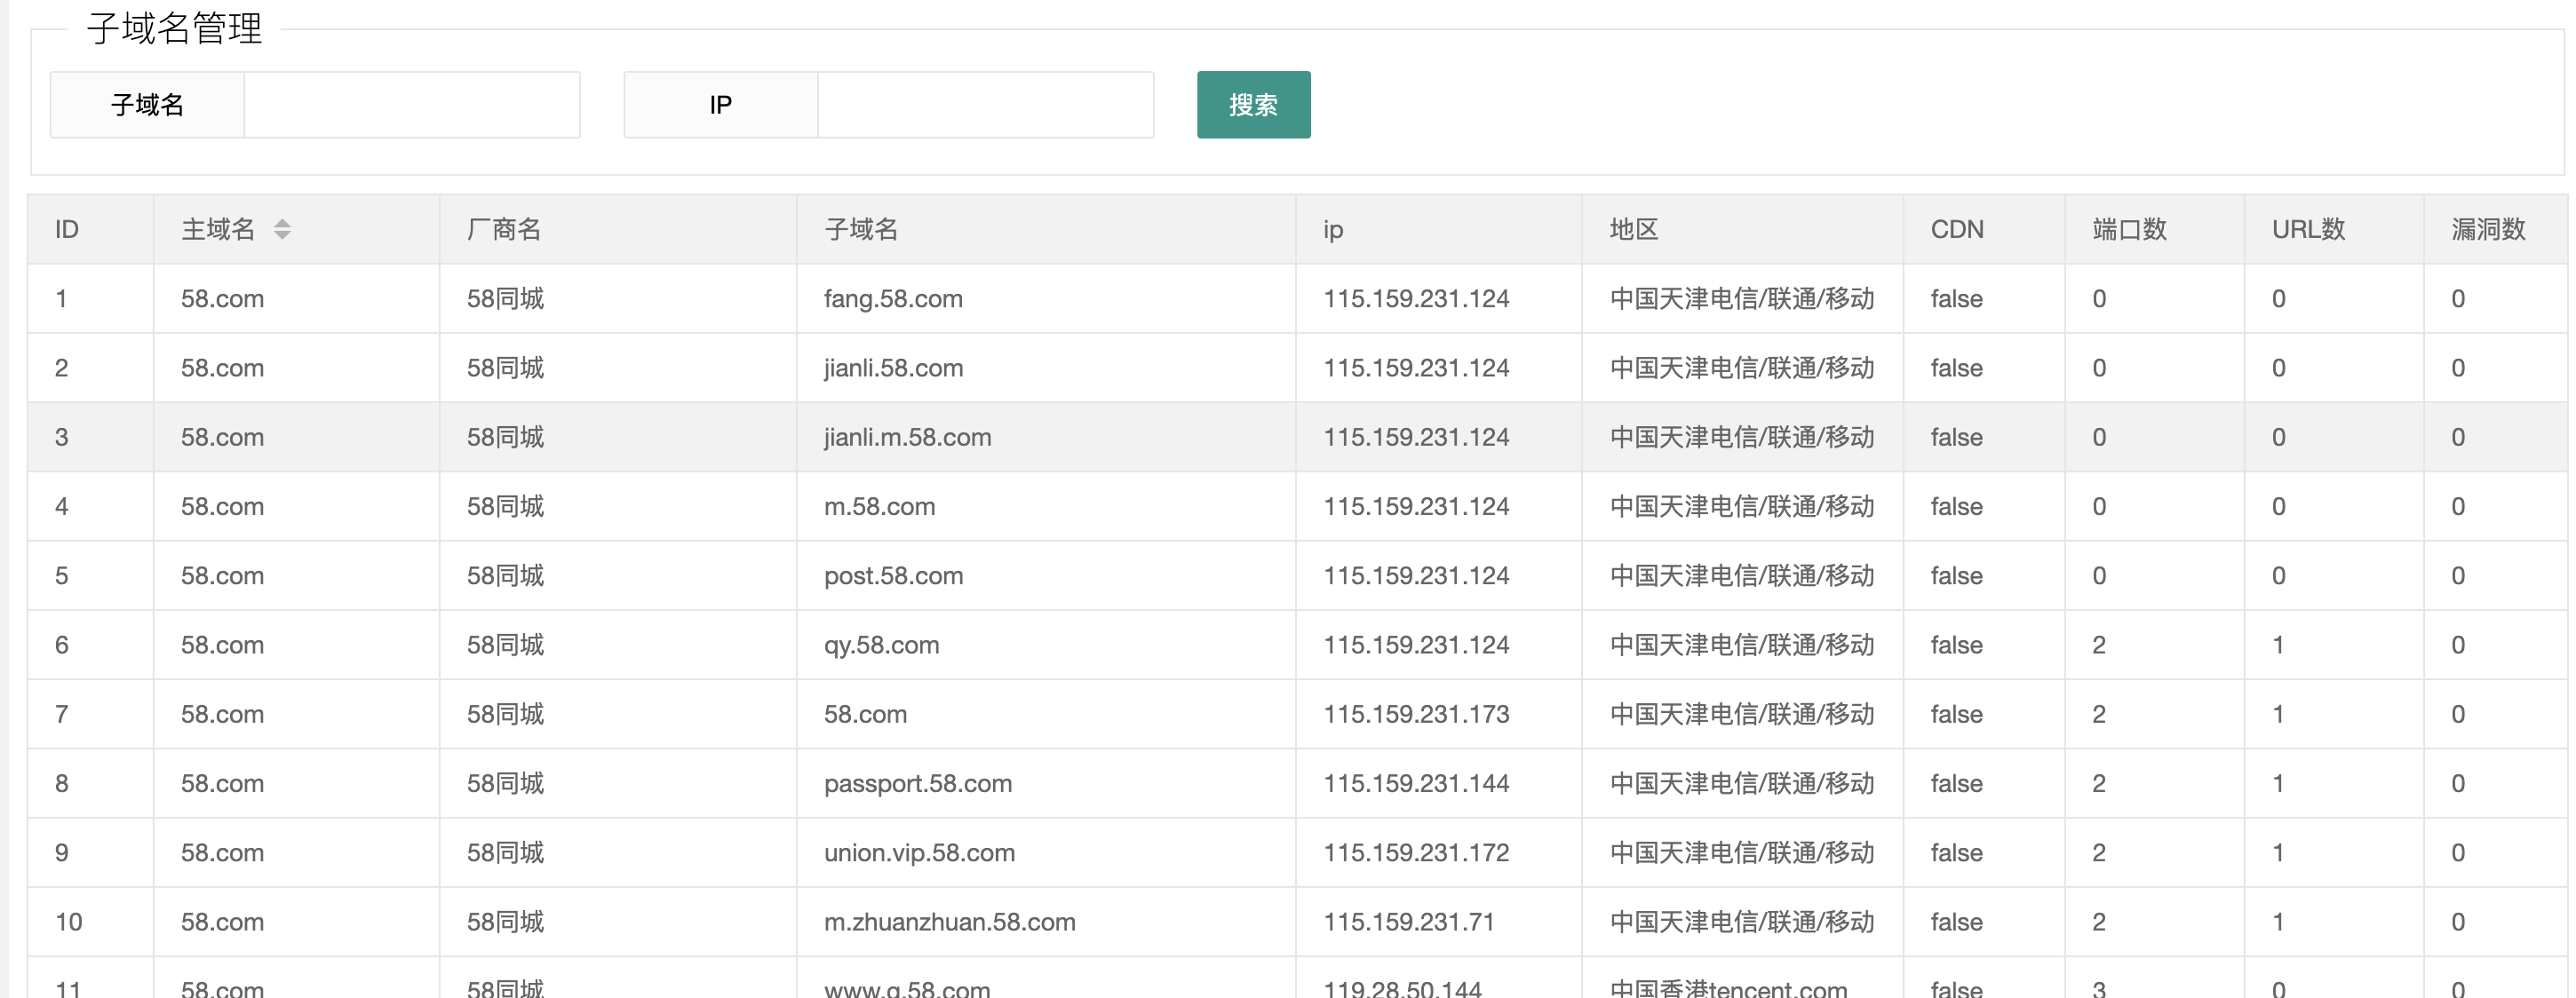 子域名管理
子域名 IP 搜索
ID 主域名 厂商名 子域名 ip 地区 CDN 端口数 URL数 漏洞数
1 58.com 58同城 fang.58.com 115.159.231.124 中国天津电信/联通/移动 false 0 0 0
2 58.com 58同城 jianli.58.com 115.159.231.124 中国天津电信/联通/移动 false 0 0 0
3 58.com 58同城 jianli.m.58.com 115.159.231.124 中国天津电信/联通/移动 false 0 0 0
4 58.com 58同城 m.58.com 115.159.231.124 中国天津电信/联通/移动 false 0 0 0
5 58.com 58同城 post.58.com 115.159.231.124 中国天津电信/联通/移动 false 0 0 0
6 58.com 58同城 qy.58.com 115.159.231.124 中国天津电信/联通/移动 false 2 1 0
7 58.com 58同城 58.com 115.159.231.173 中国天津电信/联通/移动 false 2 1 0
8 58.com 58同城 passport.58.com 115.159.231.144 中国天津电信/联通/移动 false 2 1 0
9 58.com 58同城 union.vip.58.com 115.159.231.172 中国天津电信/联通/移动 false 2 1 0
10 58.com 58同城 m.zhuanzhuan.58.com 115.159.231.71 中国天津电信/联通/移动 false 2 1 0
11 58.com 58同城 www.g.58.com 119.28.50.144 中国香港tencent.com false 3 0 0